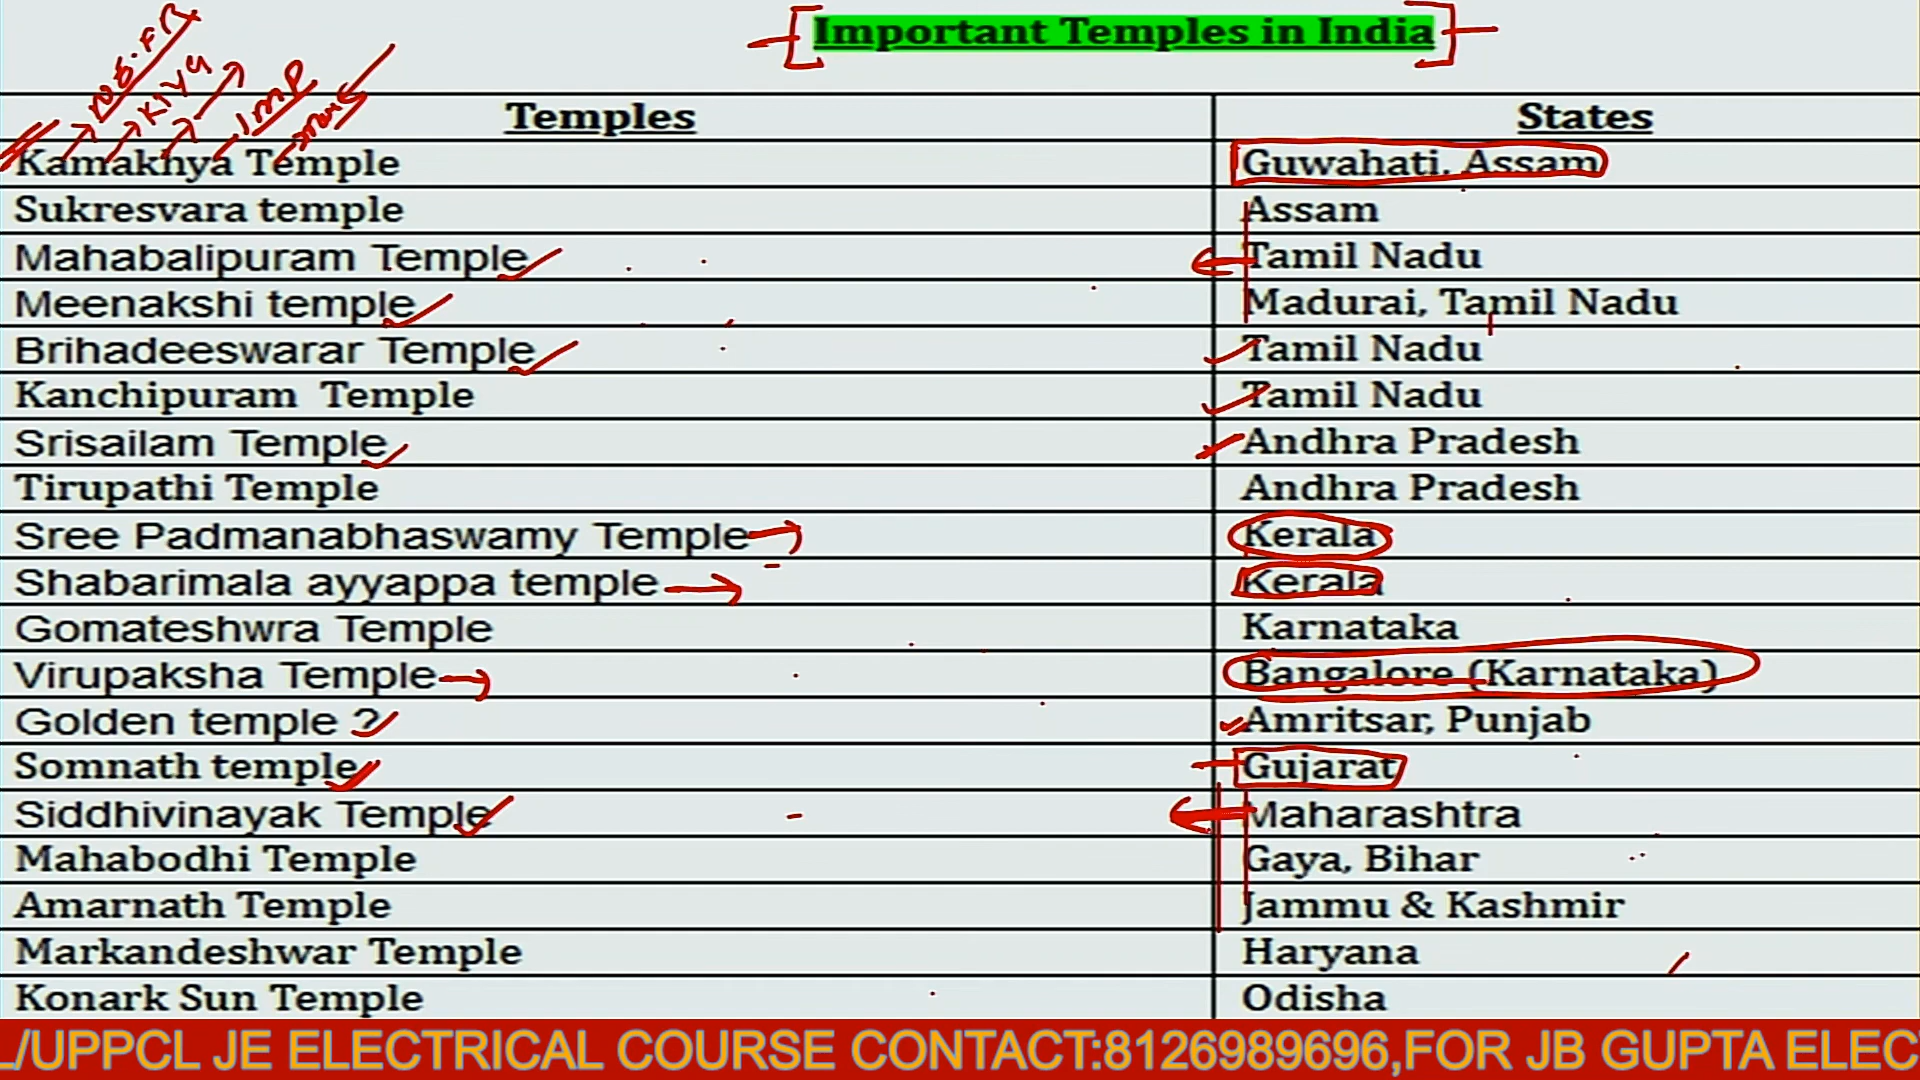 Important Temples in India
Temples States
Kamakhya Temple Guwahati, Assam
Sukresvara temple Assam
Mahabalipuram Temple Tamil Nadu
Meenakshi temple Madurai, Tamil Nadu
Brihadeeswarar Temple Tamil Nadu
Kanchipuram Temple Tamil Nadu
Srisailam Temple Andhra Pradesh
Tirupathi Temple Andhra Pradesh
Sree Padmanabhaswamy Temple Kerala
Shabarimala ayyappa temple Kerala
Gomateshwra Temple Karnataka
Virupaksha Temple Bangalore (Karnataka)
Golden temple ? Amritsar, Punjab
Somnath temple Gujarat
Siddhivinayak Temple Maharashtra
Mahabodhi Temple Gaya, Bihar
Amarnath Temple Jammu & Kashmir
Markandeshwar Temple Haryana
Konark Sun Temple Odisha
L/UPPCL JE ELECTRICAL COURSE CONTACT:8126989696,FOR JB GUPTA ELEC